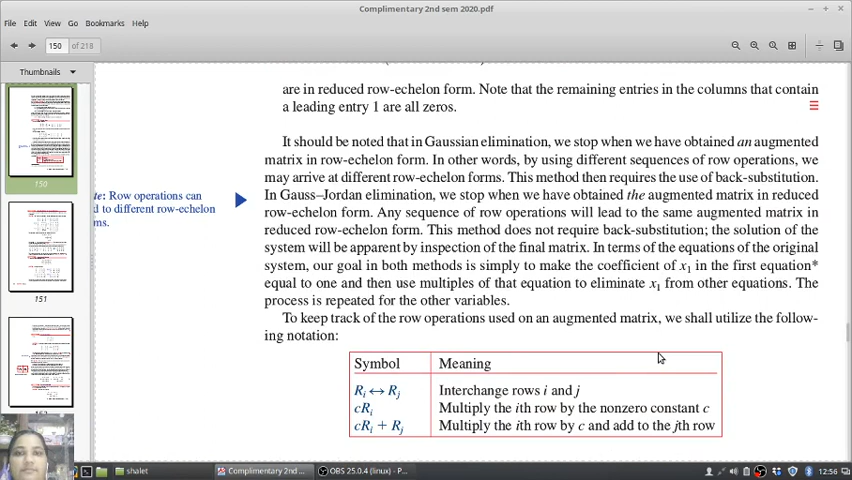 Complimentary 2nd sem 2020.pdf
File Edit View Go Bookmarks Help
150 of 218
Thumbnails
150
151
are in reduced row-echelon form. Note that the remaining entries in the columns that contain
a leading entry 1 are all zeros.
It should be noted that in Gaussian elimination, we stop when we have obtained an augmented
matrix in row-echelon form. In other words, by using different sequences of row operations, we
may arrive at different row-echelon forms. This method then requires the use of back-substitution.
In Gauss–Jordan elimination, we stop when we have obtained the augmented matrix in reduced
row-echelon form. Any sequence of row operations will lead to the same augmented matrix in
reduced row-echelon form. This method does not require back-substitution; the solution of the
system will be apparent by inspection of the final matrix. In terms of the equations of the original
system, our goal in both methods is simply to make the coefficient of x₁ in the first equation*
equal to one and then use multiples of that equation to eliminate x₁ from other equations. The
process is repeated for the other variables.
te: Row operations can
d to different row-echelon
ms.
To keep track of the row operations used on an augmented matrix, we shall utilize the follow-
ing notation:
Symbol Meaning
Rᵢ ↔ Rⱼ Interchange rows i and j
cRᵢ Multiply the ith row by the nonzero constant c
cRᵢ + Rⱼ Multiply the ith row by c and add to the jth row
shalet Complimentary 2nd ... OBS 25.0.4 (linux) - P... 12:56